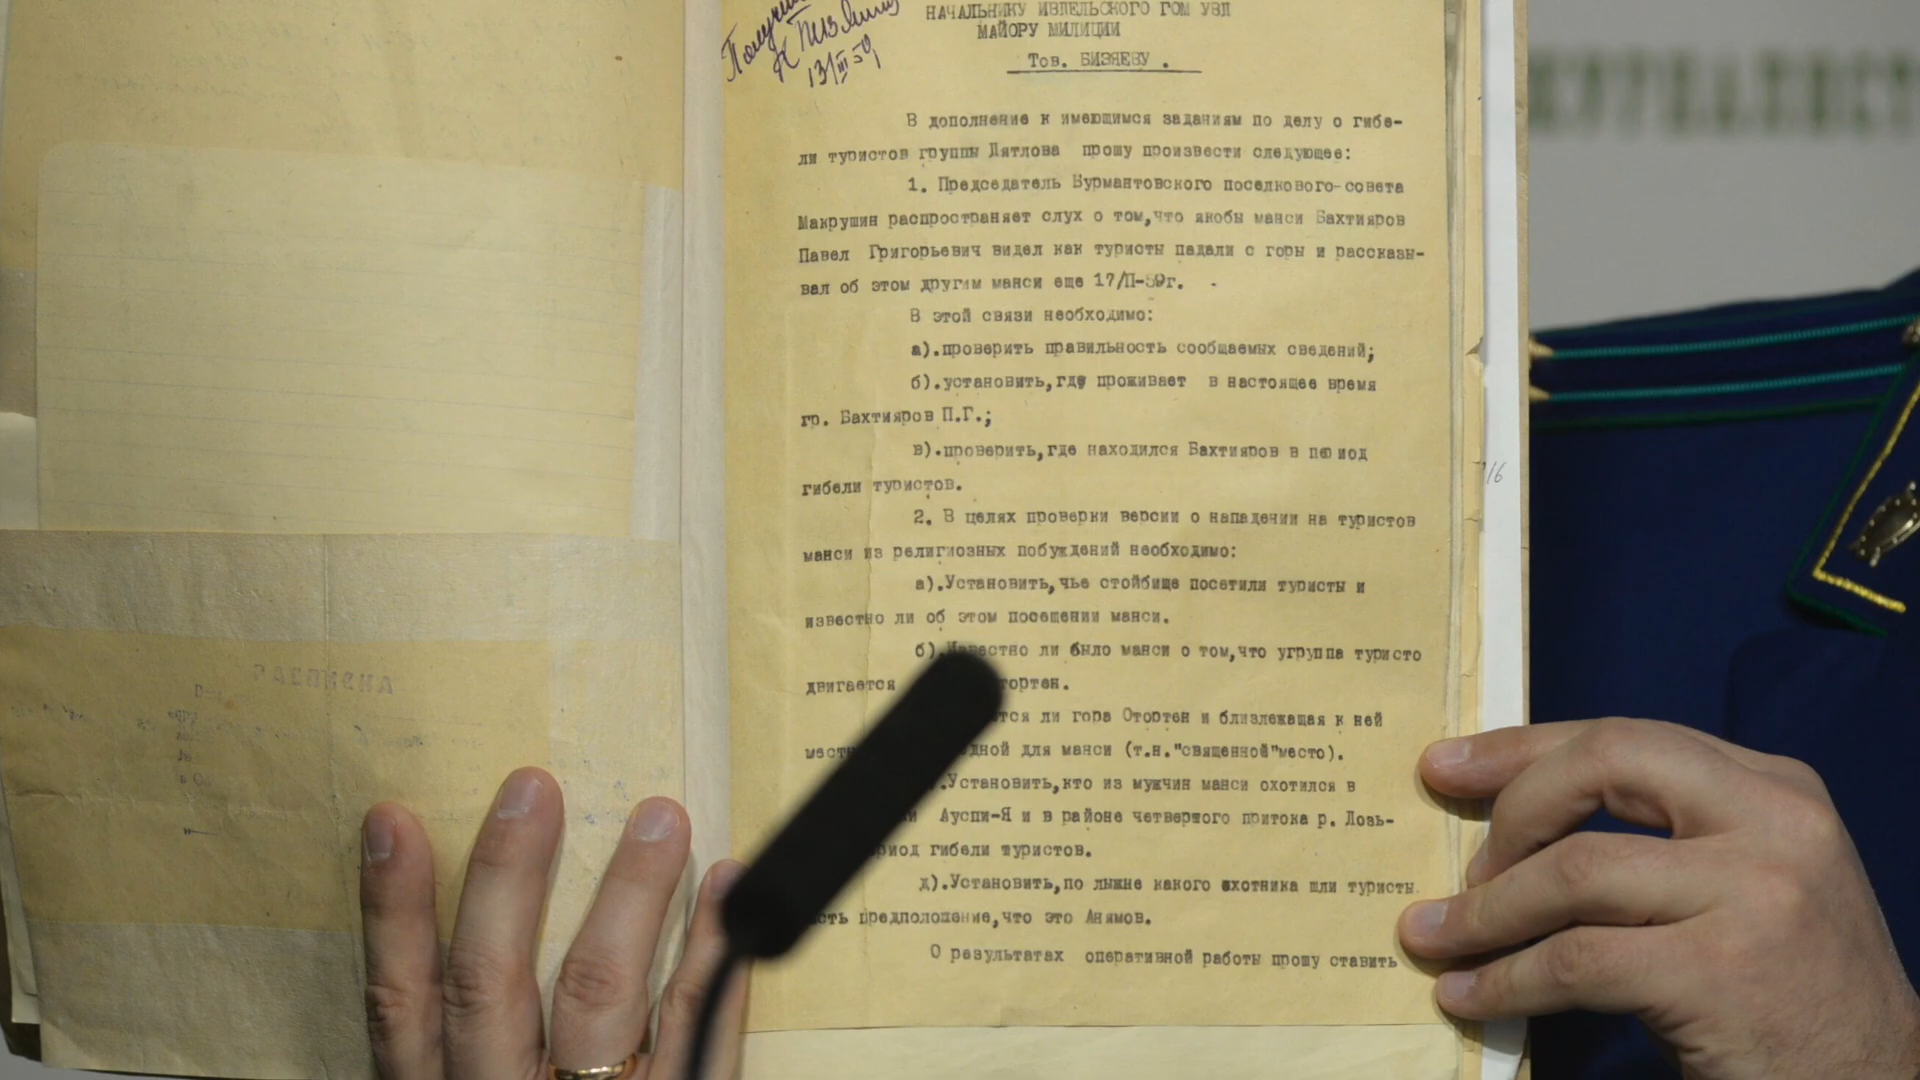 НАЧАЛЬНИКУ ИВДЕЛЬСКОГО ГОМ УВД
МАЙОРУ МИЛИЦИИ
Тов. БИЗЯЕВУ .
13/III-59
В дополнение к имеющимся заданиям по делу о гибе-
ли туристов группы Дятлова прошу произвести следующее:
1. Председатель Бурмантовского поселкового-совета
Макрушин распространяет слух о том,что якобы манси Бахтияров
Павел Григорьевич видел как туристы падали с горы и рассказы-
вал об этом другим манси еще 17/П-59г.
В этой связи необходимо:
а).проверить правильность сообщаемых сведений;
б).установить,где проживает в настоящее время
гр. Бахтияров П.Г.;
в).проверить,где находился Бахтияров в период
гибели туристов.
2. В целях проверки версии о нападении на туристов
манси из религиозных побуждений необходимо:
а).Установить,чье стойбище посетили туристы и
известно ли об этом посещении манси.
б).Известно ли было манси о том,что угруппа туристо
двигается тортен.
ли гора Отортен и близлежащая к ней
для манси (т.н."священной"место).
.Установить,кто из мужчин манси охотился в
Ауспи-Я и в районе четвертого притока р. Лозь-
гибели туристов.
д).Установить,по лыжне какого охотника шли туристы.
предположение,что это Анямов.
О результатах оперативной работы прошу ставить
16